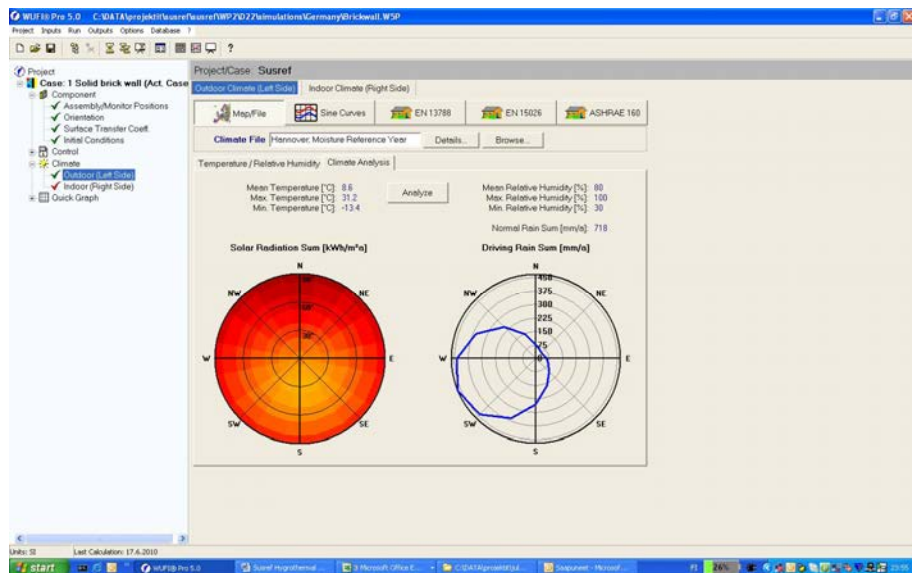 WUFI® Pro 5.0 C:\DATA\projektit\susref\susref\WP2\D22\simulations\Germany\Brickwall.W5P
Project Inputs Run Outputs Options Database ?
Project
Case: 1 Solid brick wall (Act. Case
Component
Assembly/Monitor Positions
Orientation
Surface Transfer Coeff.
Initial Conditions
Control
Climate
Outdoor (Left Side)
Indoor (Right Side)
Quick Graph
Project/Case: Susref
Outdoor Climate (Left Side) Indoor Climate (Right Side)
Map/File Sine Curves EN 13788 EN 15026 ASHRAE 160
Climate File Hannover, Moisture Reference Year Details... Browse...
Temperature / Relative Humidity Climate Analysis
Mean Temperature [°C]: 8.6
Max. Temperature [°C]: 31.2
Min. Temperature [°C]: -13.4
Analyze
Mean Relative Humidity [%]: 80
Max. Relative Humidity [%]: 100
Min. Relative Humidity [%]: 30
Normal Rain Sum [mm/a]: 718
Solar Radiation Sum [kWh/m²a]
N
NW NE
W E
SW SE
S
Driving Rain Sum [mm/a]
N
450
NW 375 NE
300
225
150
75
W 0 E
SW SE
S
Units: SI Last Calculation: 17.6.2010
start WUFI® Pro 5.0 Susref Hygrothermal ... 3 Microsoft Office E... Saapuneet - Microsof... FI 26% 23:55